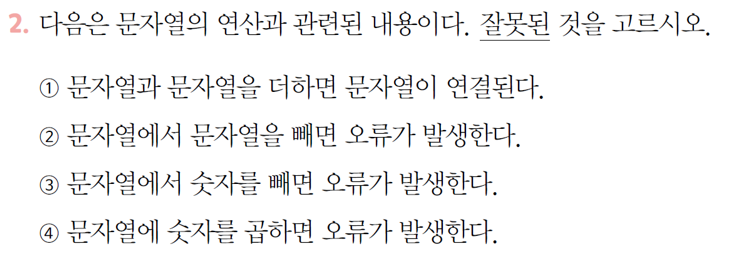 2. 다음은 문자열의 연산과 관련된 내용이다. 잘못된 것을 고르시오.
① 문자열과 문자열을 더하면 문자열이 연결된다.
② 문자열에서 문자열을 빼면 오류가 발생한다.
③ 문자열에서 숫자를 빼면 오류가 발생한다.
④ 문자열에 숫자를 곱하면 오류가 발생한다.